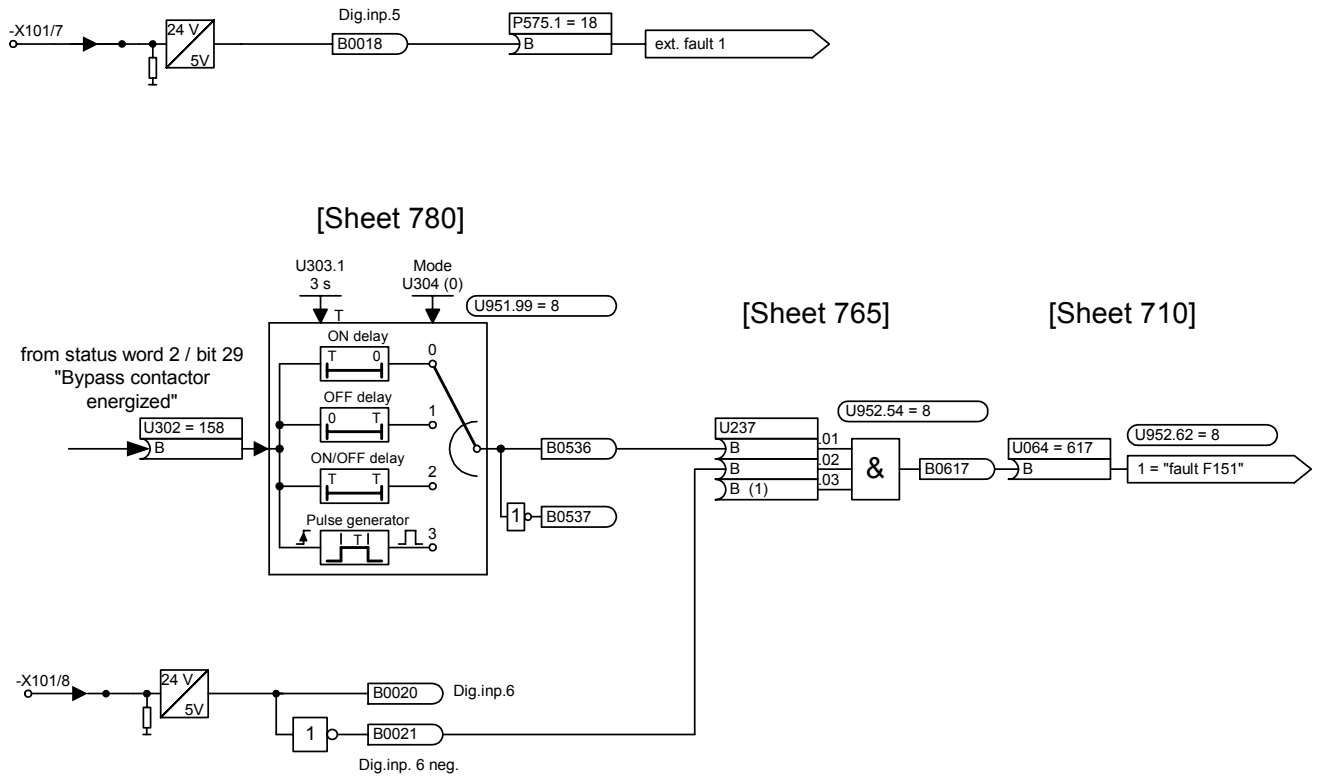 -X101/7
24 V
5V
Dig.inp.5
B0018
P575.1 = 18
B
ext. fault 1
[Sheet 780]
U303.1
3 s
T
Mode
U304 (0)
U951.99 = 8
[Sheet 765]
[Sheet 710]
from status word 2 / bit 29
"Bypass contactor
energized"
U302 = 158
B
ON delay
T 0
0
OFF delay
0 T
1
ON/OFF delay
T T
2
Pulse generator
T
3
B0536
1
B0537
U237
B
.01
B
.02
B (1)
.03
U952.54 = 8
&
B0617
U064 = 617
B
U952.62 = 8
1 = "fault F151"
-X101/8
24 V
5V
B0020
Dig.inp.6
1
B0021
Dig.inp. 6 neg.